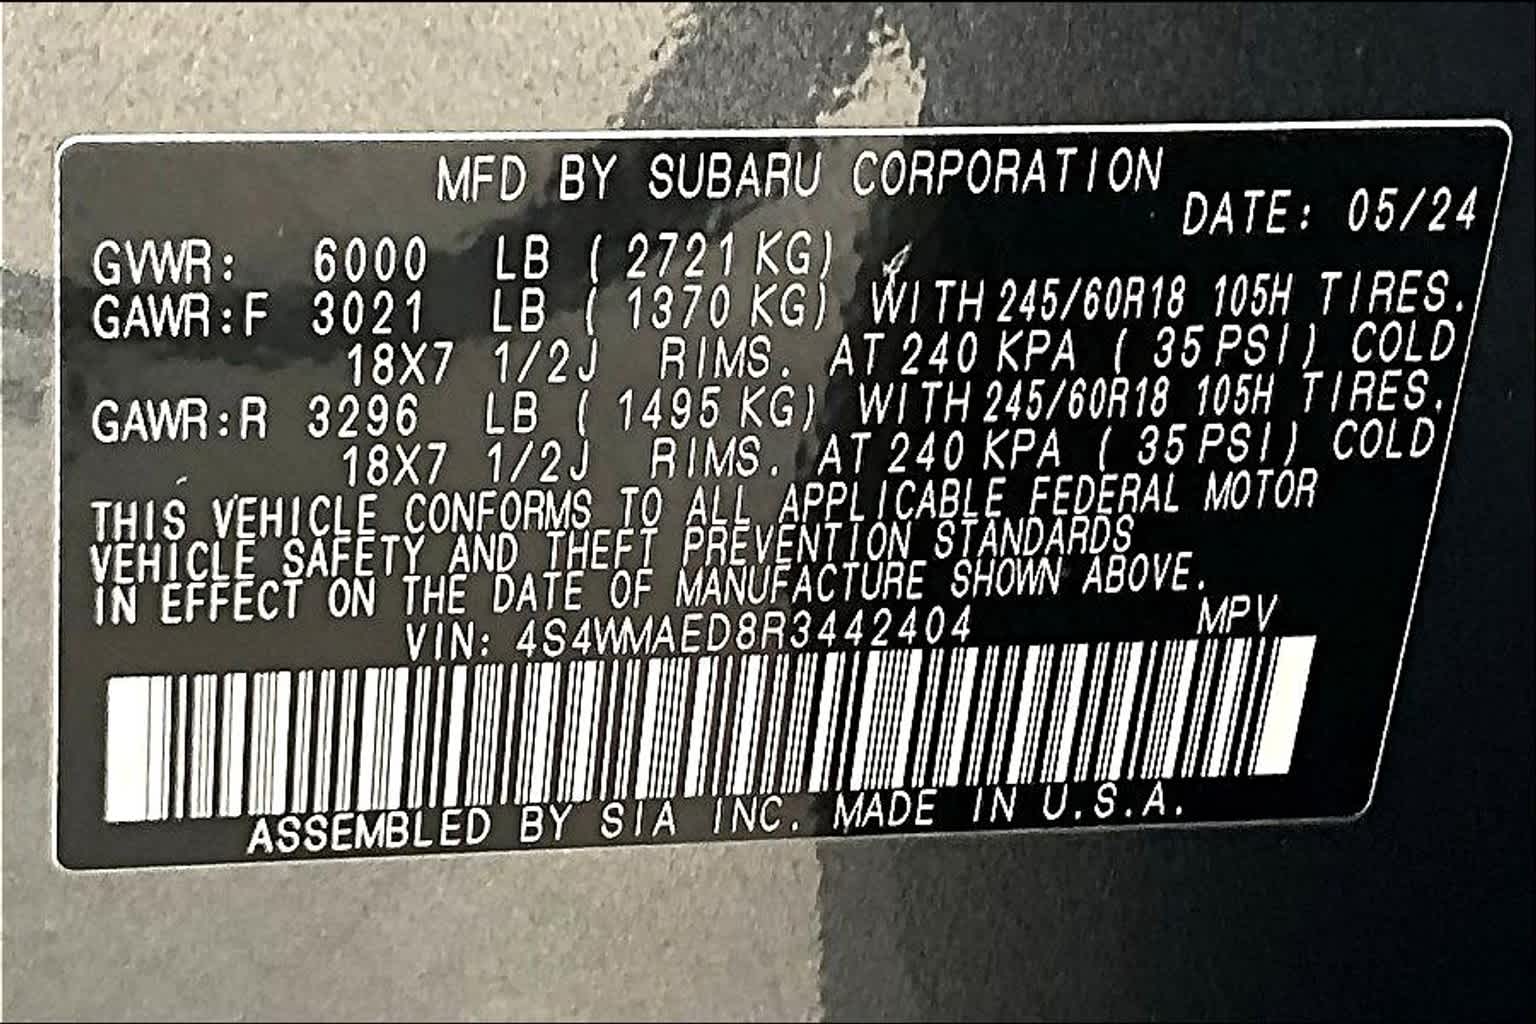 MFD BY SUBARU CORPORATION
DATE: 05/24
GVWR: 6000 LB ( 2721 KG)
GAWR:F 3021 LB ( 1370 KG) WITH 245/60R18 105H TIRES.
18X7 1/2J RIMS. AT 240 KPA ( 35 PSI) COLD
GAWR:R 3296 LB ( 1495 KG) WITH 245/60R18 105H TIRES.
18X7 1/2J RIMS. AT 240 KPA ( 35 PSI) COLD
THIS VEHICLE CONFORMS TO ALL APPLICABLE FEDERAL MOTOR
VEHICLE SAFETY AND THEFT PREVENTION STANDARDS
IN EFFECT ON THE DATE OF MANUFACTURE SHOWN ABOVE.
VIN: 4S4WMAED8R3442404 MPV
ASSEMBLED BY SIA INC. MADE IN U.S.A.